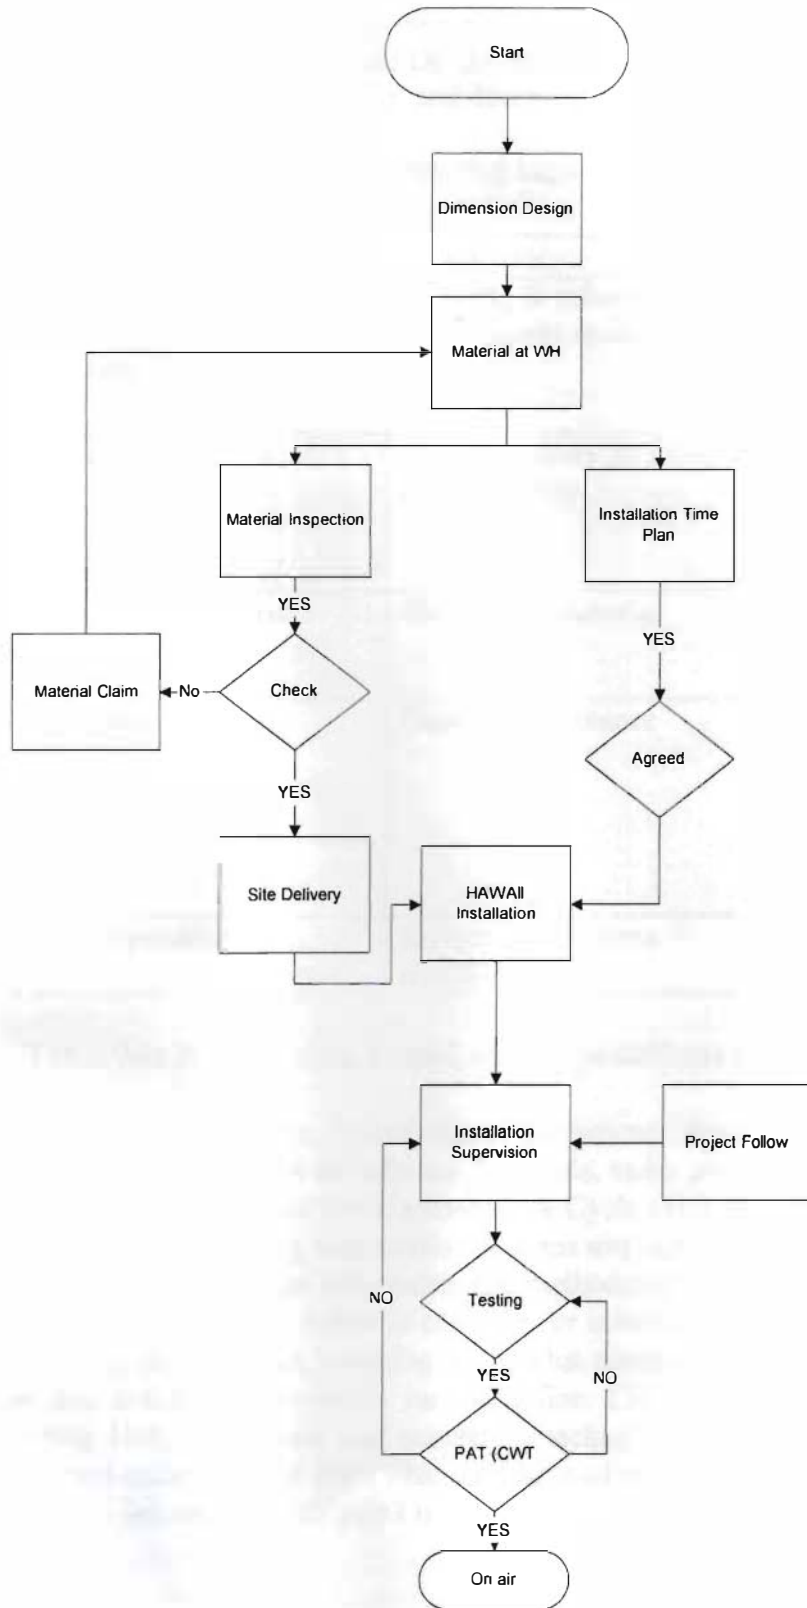 Start
Dimension Design
Material at WH
Material Inspection
Installation Time
Plan
YES
YES
Material Claim
No
Check
Agreed
YES
Site Delivery
HAWAII
Installation
Installation
Supervision
Project Follow
NO
Testing
YES
NO
PAT (CWT
YES
On air